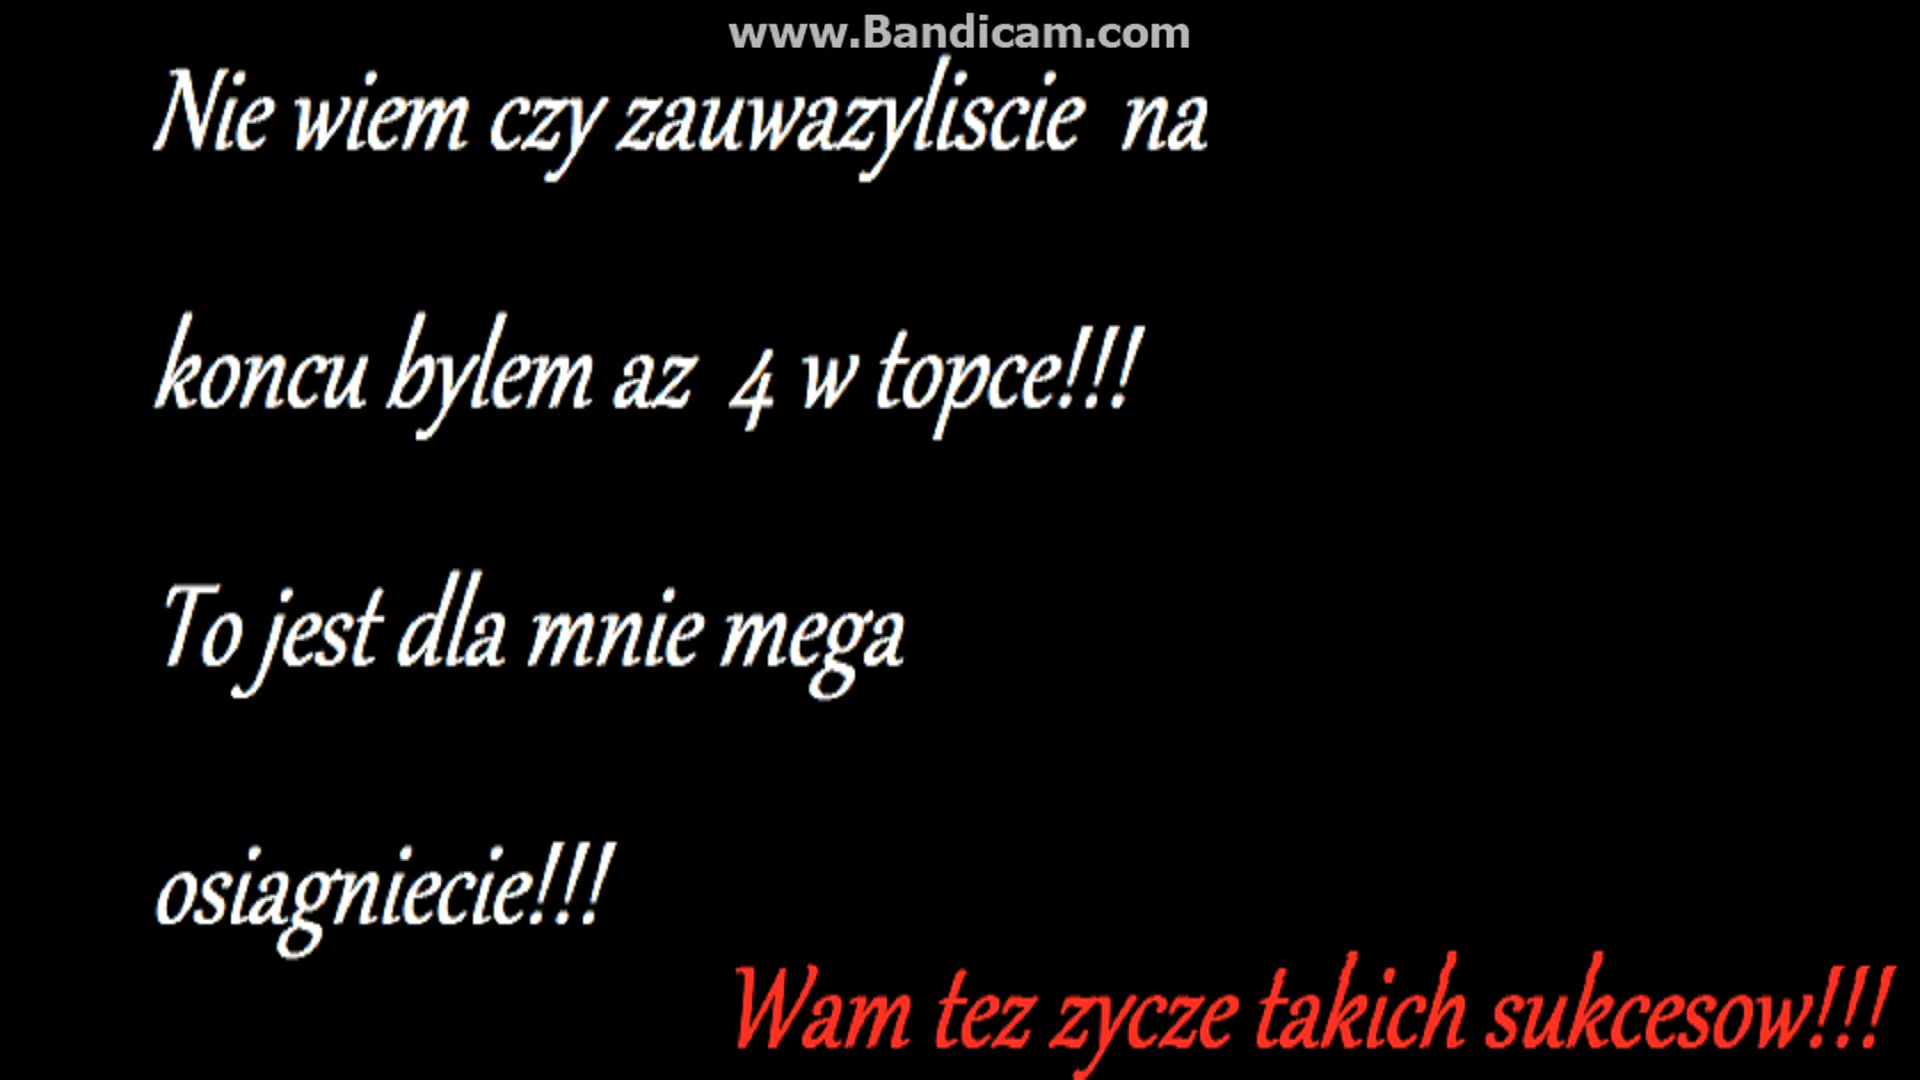 www.Bandicam.com
Nie wiem czy zauwazyliscie na
koncu bylem az 4 w topce!!!
To jest dla mnie mega
osiagniecie!!!
Wam tez zycze takich sukcesow!!!